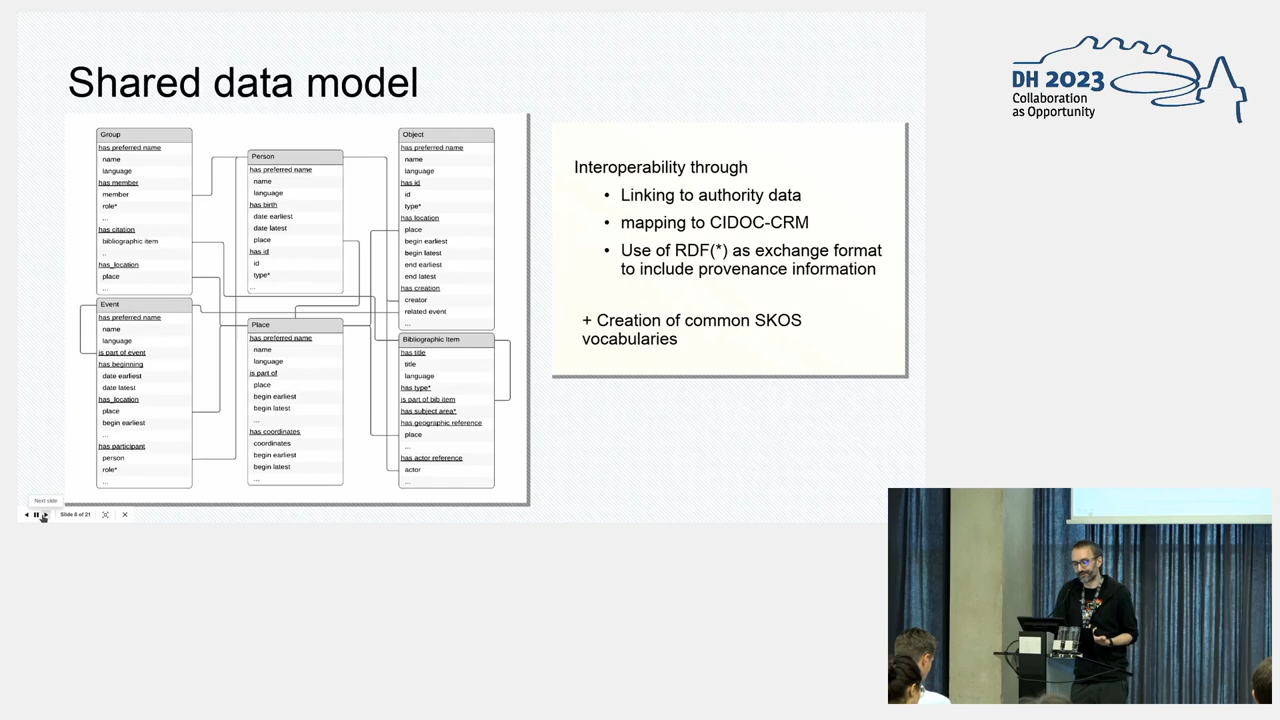 Shared data model
Group
has preferred name
name
language
has member
member
role*
...
has citation
bibliographic item
..
has_location
place
...
Event
has preferred name
name
language
is part of event
has beginning
date earliest
date latest
has_location
place
begin earliest
...
has participant
person
role*
...
Person
has preferred name
name
language
has birth
date earliest
date latest
place
has id
id
type*
...
Place
has preferred name
name
language
is part of
place
begin earliest
begin latest
...
has coordinates
coordinates
begin earliest
begin latest
...
Object
has preferred name
name
language
has id
id
type*
has location
place
begin earliest
begin latest
end earliest
end latest
has creation
creator
related event
...
Bibliographic Item
has title
title
language
has type*
is part of bib item
has subject area*
has geographic reference
place
...
has actor reference
actor
...
Interoperability through
• Linking to authority data
• mapping to CIDOC-CRM
• Use of RDF(*) as exchange format
to include provenance information
+ Creation of common SKOS
vocabularies
DH 2023
Collaboration
as Opportunity
Next slide
Slide 8 of 21